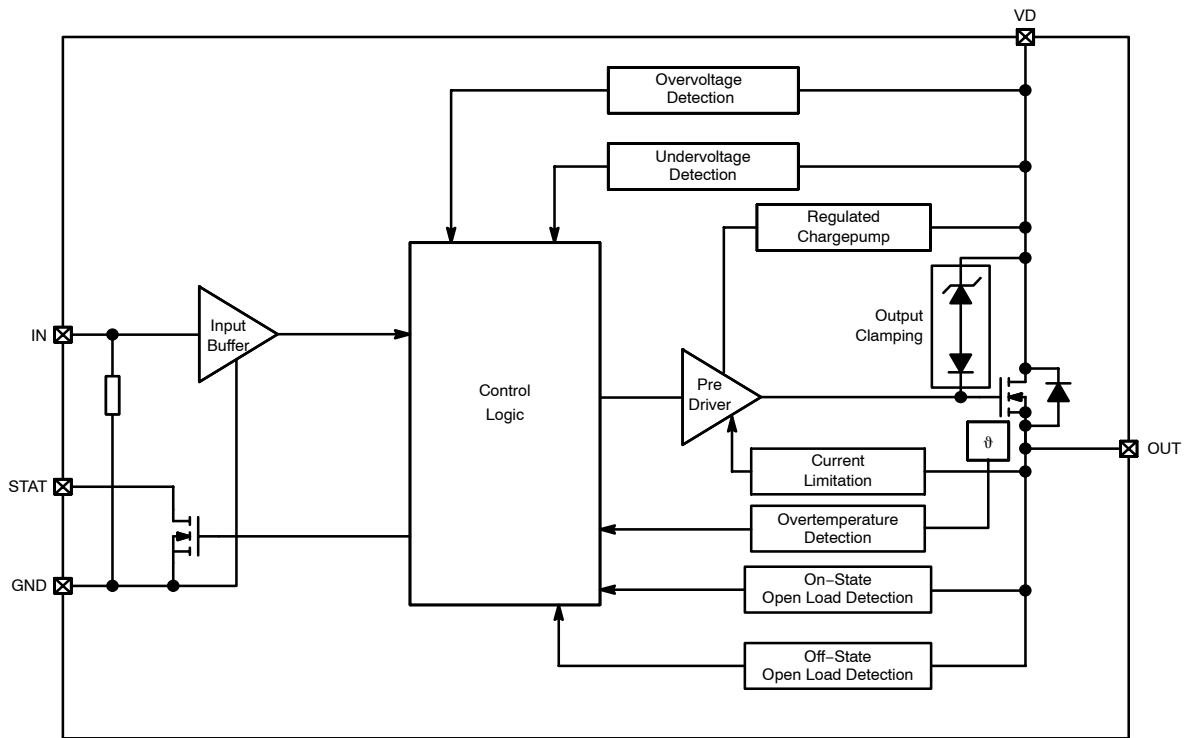 VD
Overvoltage
Detection
Undervoltage
Detection
Regulated
Chargepump
Output
Clamping
IN
Input
Buffer
Control
Logic
Pre
Driver
ϑ
OUT
Current
Limitation
STAT
Overtemperature
Detection
GND
On−State
Open Load Detection
Off−State
Open Load Detection